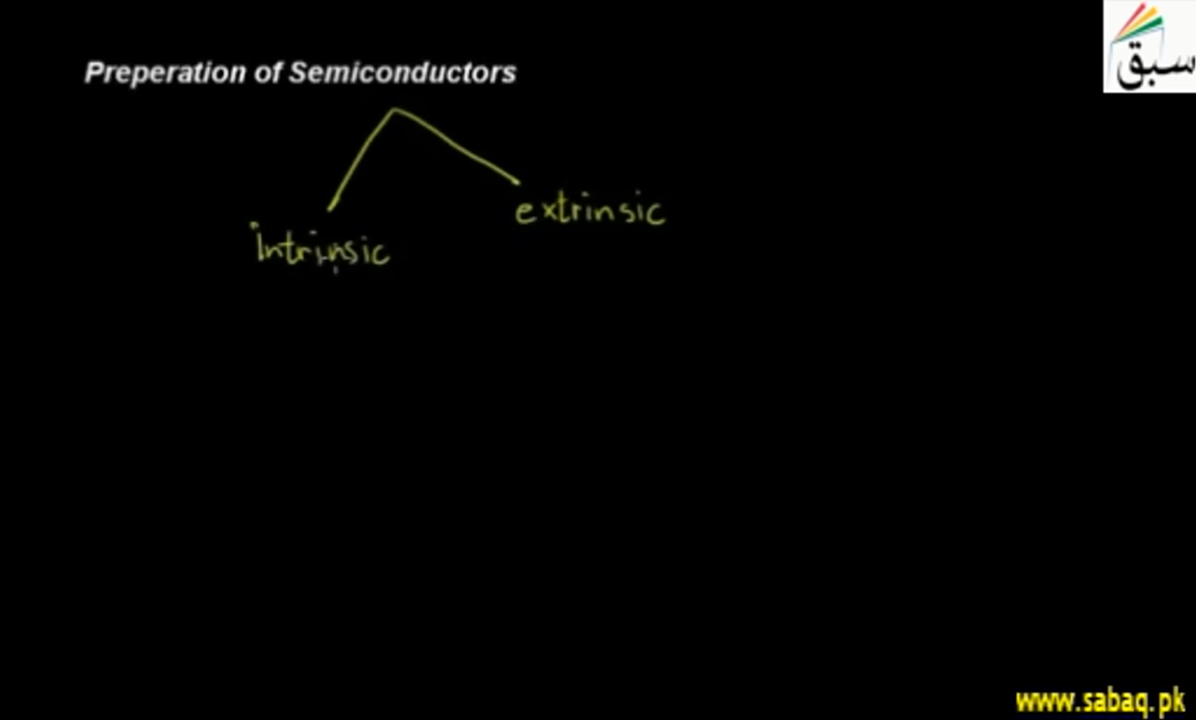 سبق
Preperation of Semiconductors
extrinsic
intrinsic
www.sabaq.pk